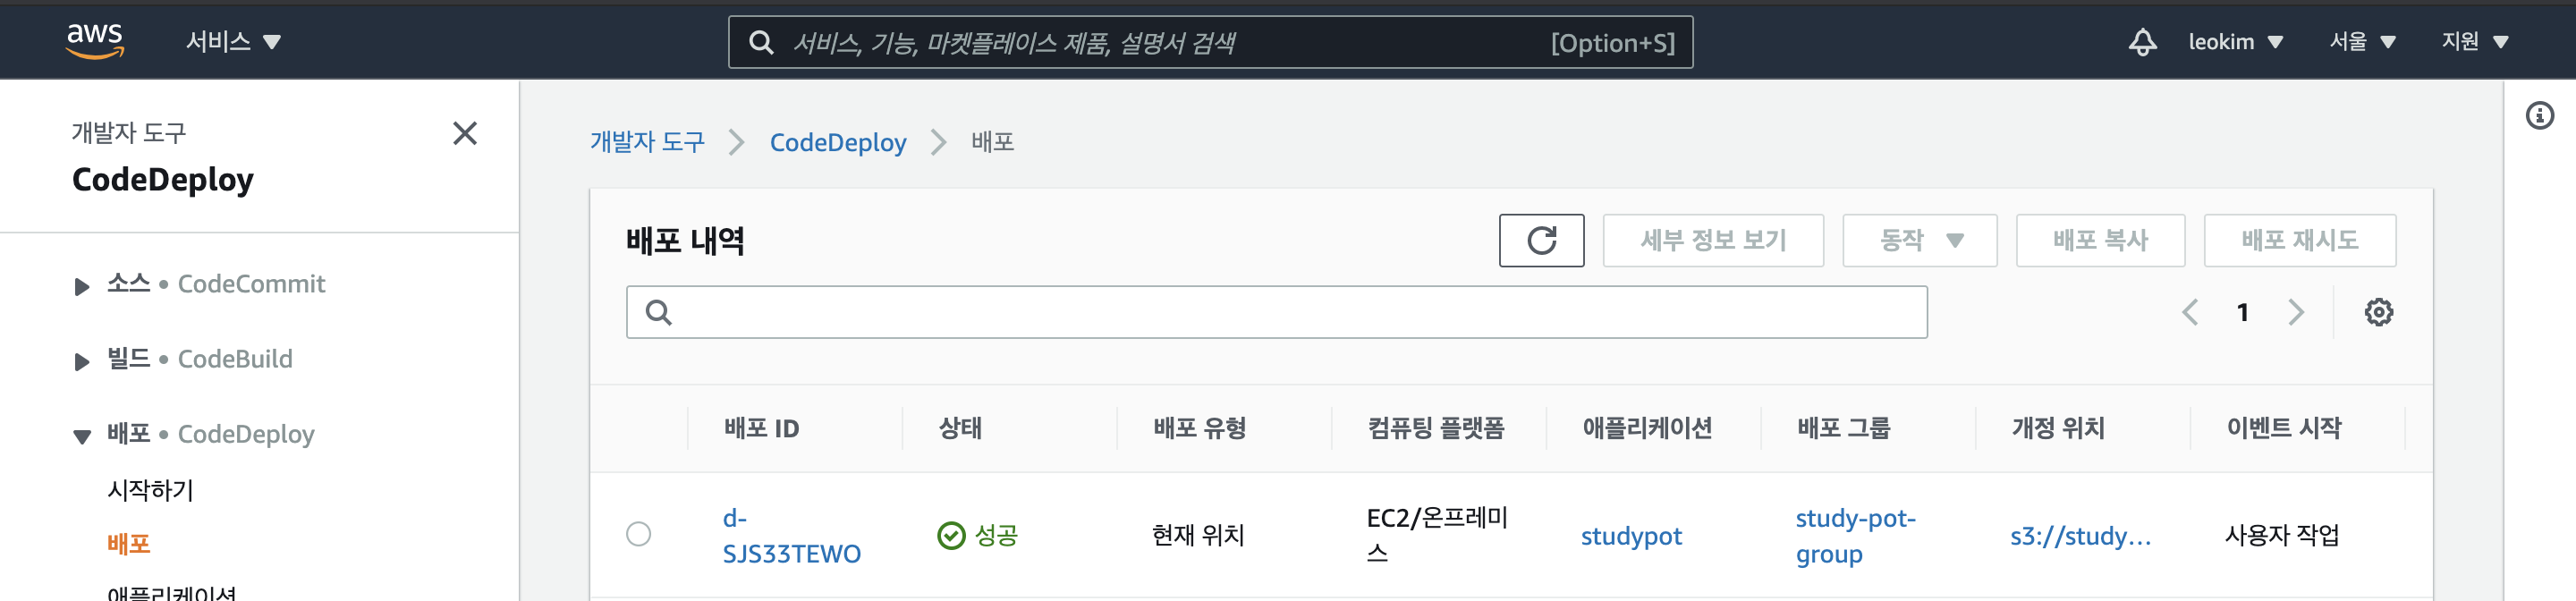 aws 서비스 서비스, 기능, 마켓플레이스 제품, 설명서 검색 [Option+S] leokim 서울 지원
개발자 도구
CodeDeploy
소스 • CodeCommit
빌드 • CodeBuild
배포 • CodeDeploy
시작하기
배포
애플리케이션
개발자 도구 CodeDeploy 배포
배포 내역 세부 정보 보기 동작 배포 복사 배포 재시도
1
배포 ID 상태 배포 유형 컴퓨팅 플랫폼 애플리케이션 배포 그룹 개정 위치 이벤트 시작
d-
SJS33TEWO
성공
현재 위치
EC2/온프레미
스
studypot
study-pot-
group
s3://study...
사용자 작업